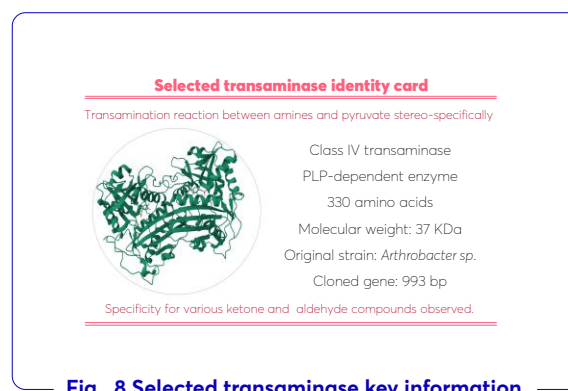 Selected transaminase identity card
Transamination reaction between amines and pyruvate stereo-specifically
Class IV transaminase
PLP-dependent enzyme
330 amino acids
Molecular weight: 37 KDa
Original strain: Arthrobacter sp.
Cloned gene: 993 bp
Specificity for various ketone and aldehyde compounds observed.
Fig. 8 Selected transaminase key information